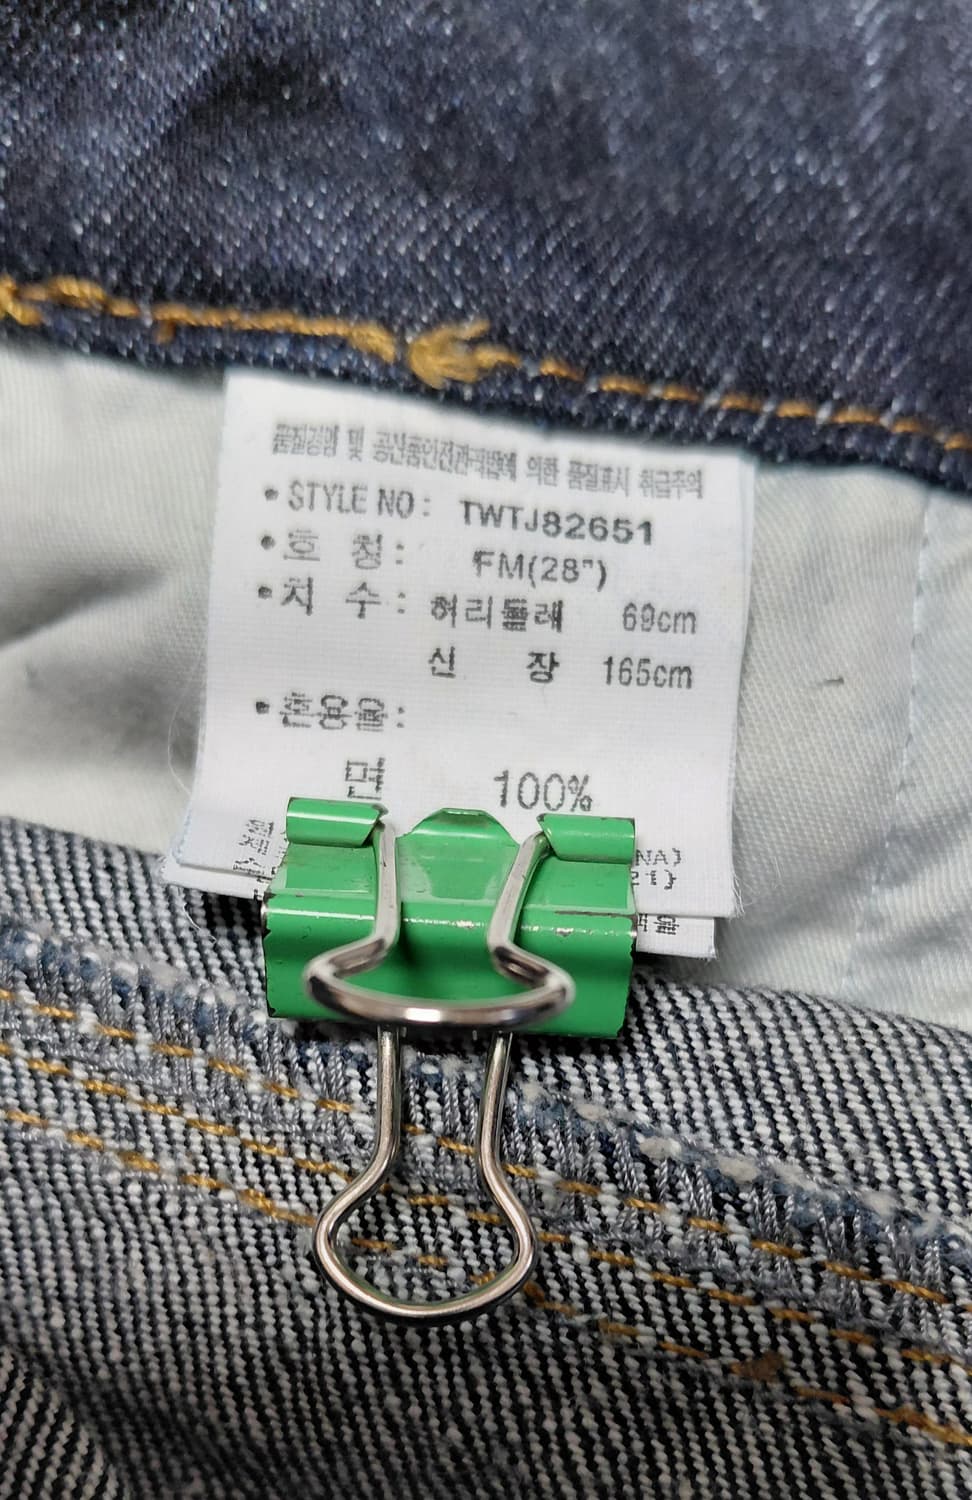 품질경영 및 공산품안전관리법에 의한 품질표시 취급주의
• STYLE NO : TWTJ82651
• 호 칭 : FM(28")
• 치 수 : 허리둘레 69cm
신 장 165cm
• 혼용율 :
면 100%
NA)
21)